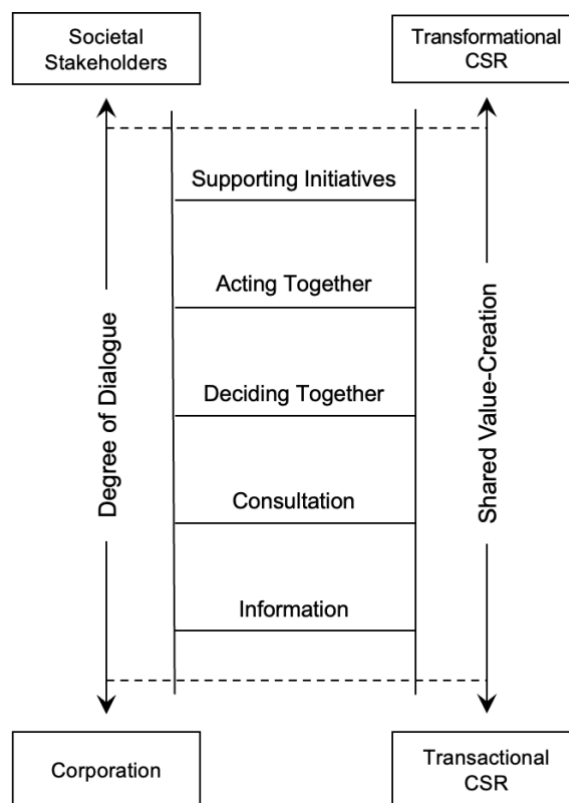 Societal
Stakeholders
Transformational
CSR
Supporting Initiatives
Acting Together
Deciding Together
Consultation
Information
Degree of Dialogue
Shared Value-Creation
Corporation
Transactional
CSR